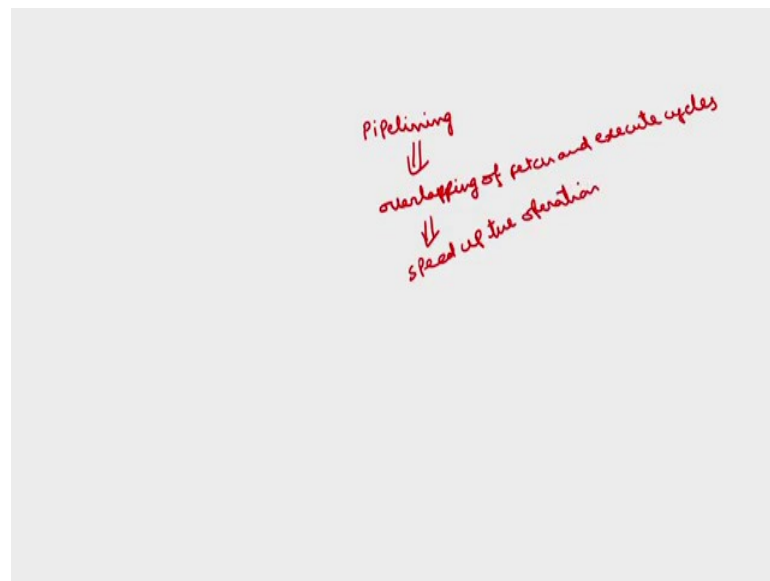 Pipelining
⇓
overlapping of fetch and execute cycles
⇓
speed up the operation